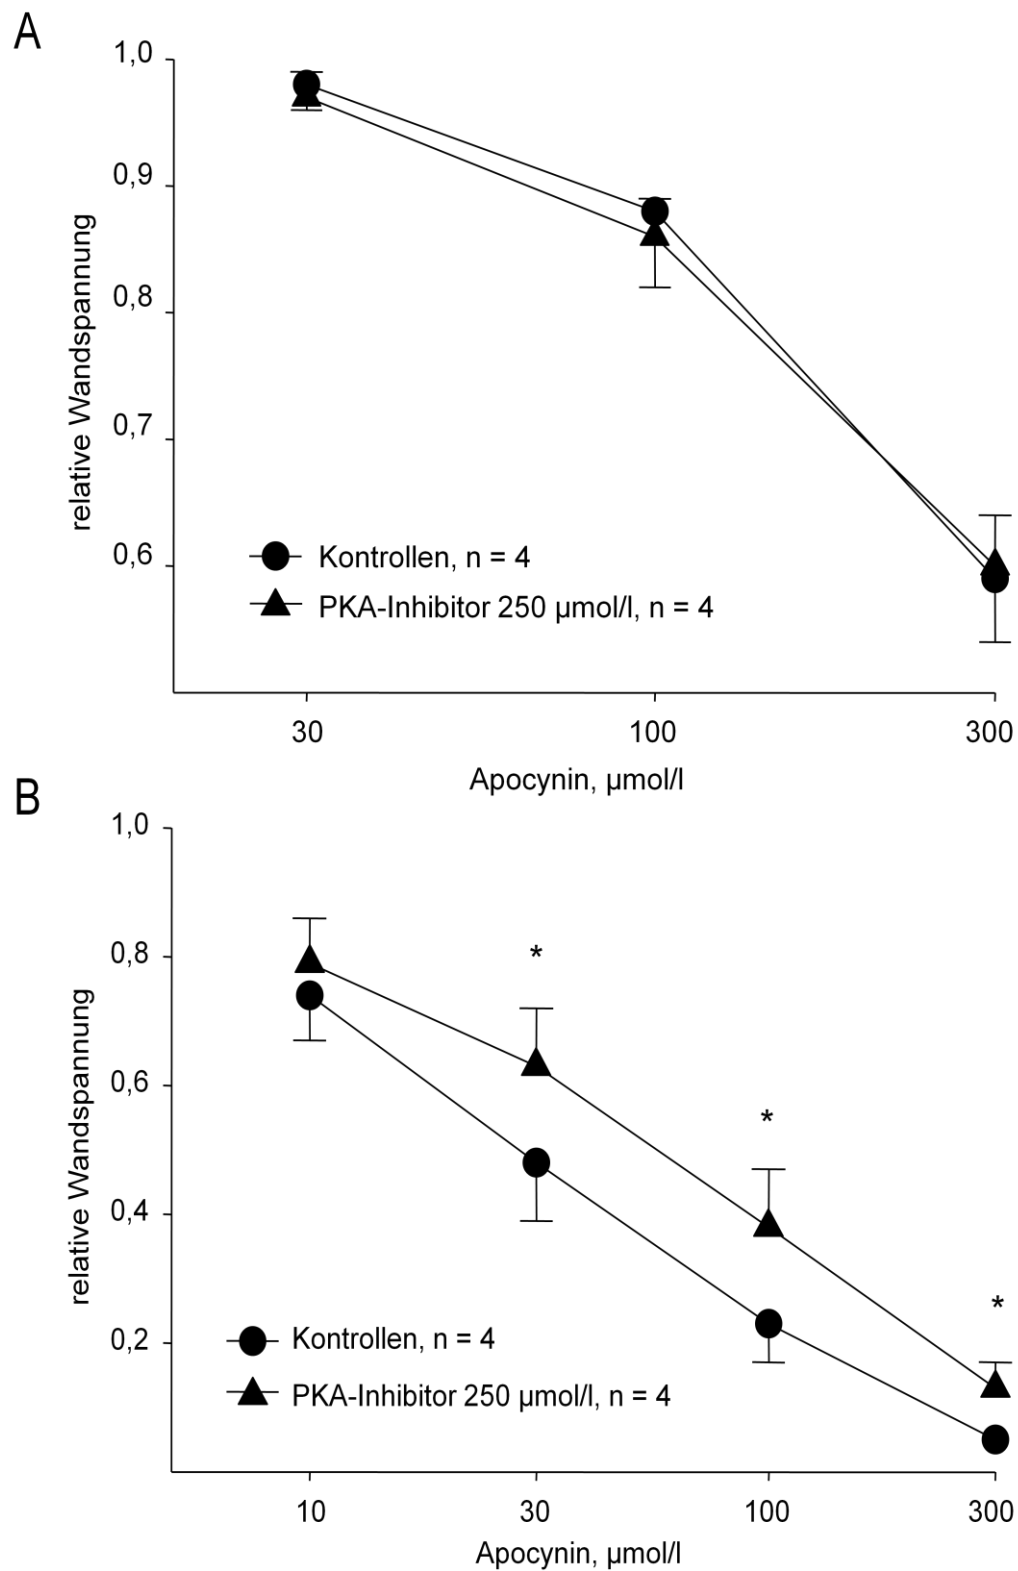 A
1,0
0,9
0,8
0,7
0,6
relative Wandspannung
Kontrollen, n = 4
PKA-Inhibitor 250 µmol/l, n = 4
30 100 300
Apocynin, µmol/l
B
1,0
0,8
0,6
0,4
0,2
relative Wandspannung
*
*
*
Kontrollen, n = 4
PKA-Inhibitor 250 µmol/l, n = 4
10 30 100 300
Apocynin, µmol/l